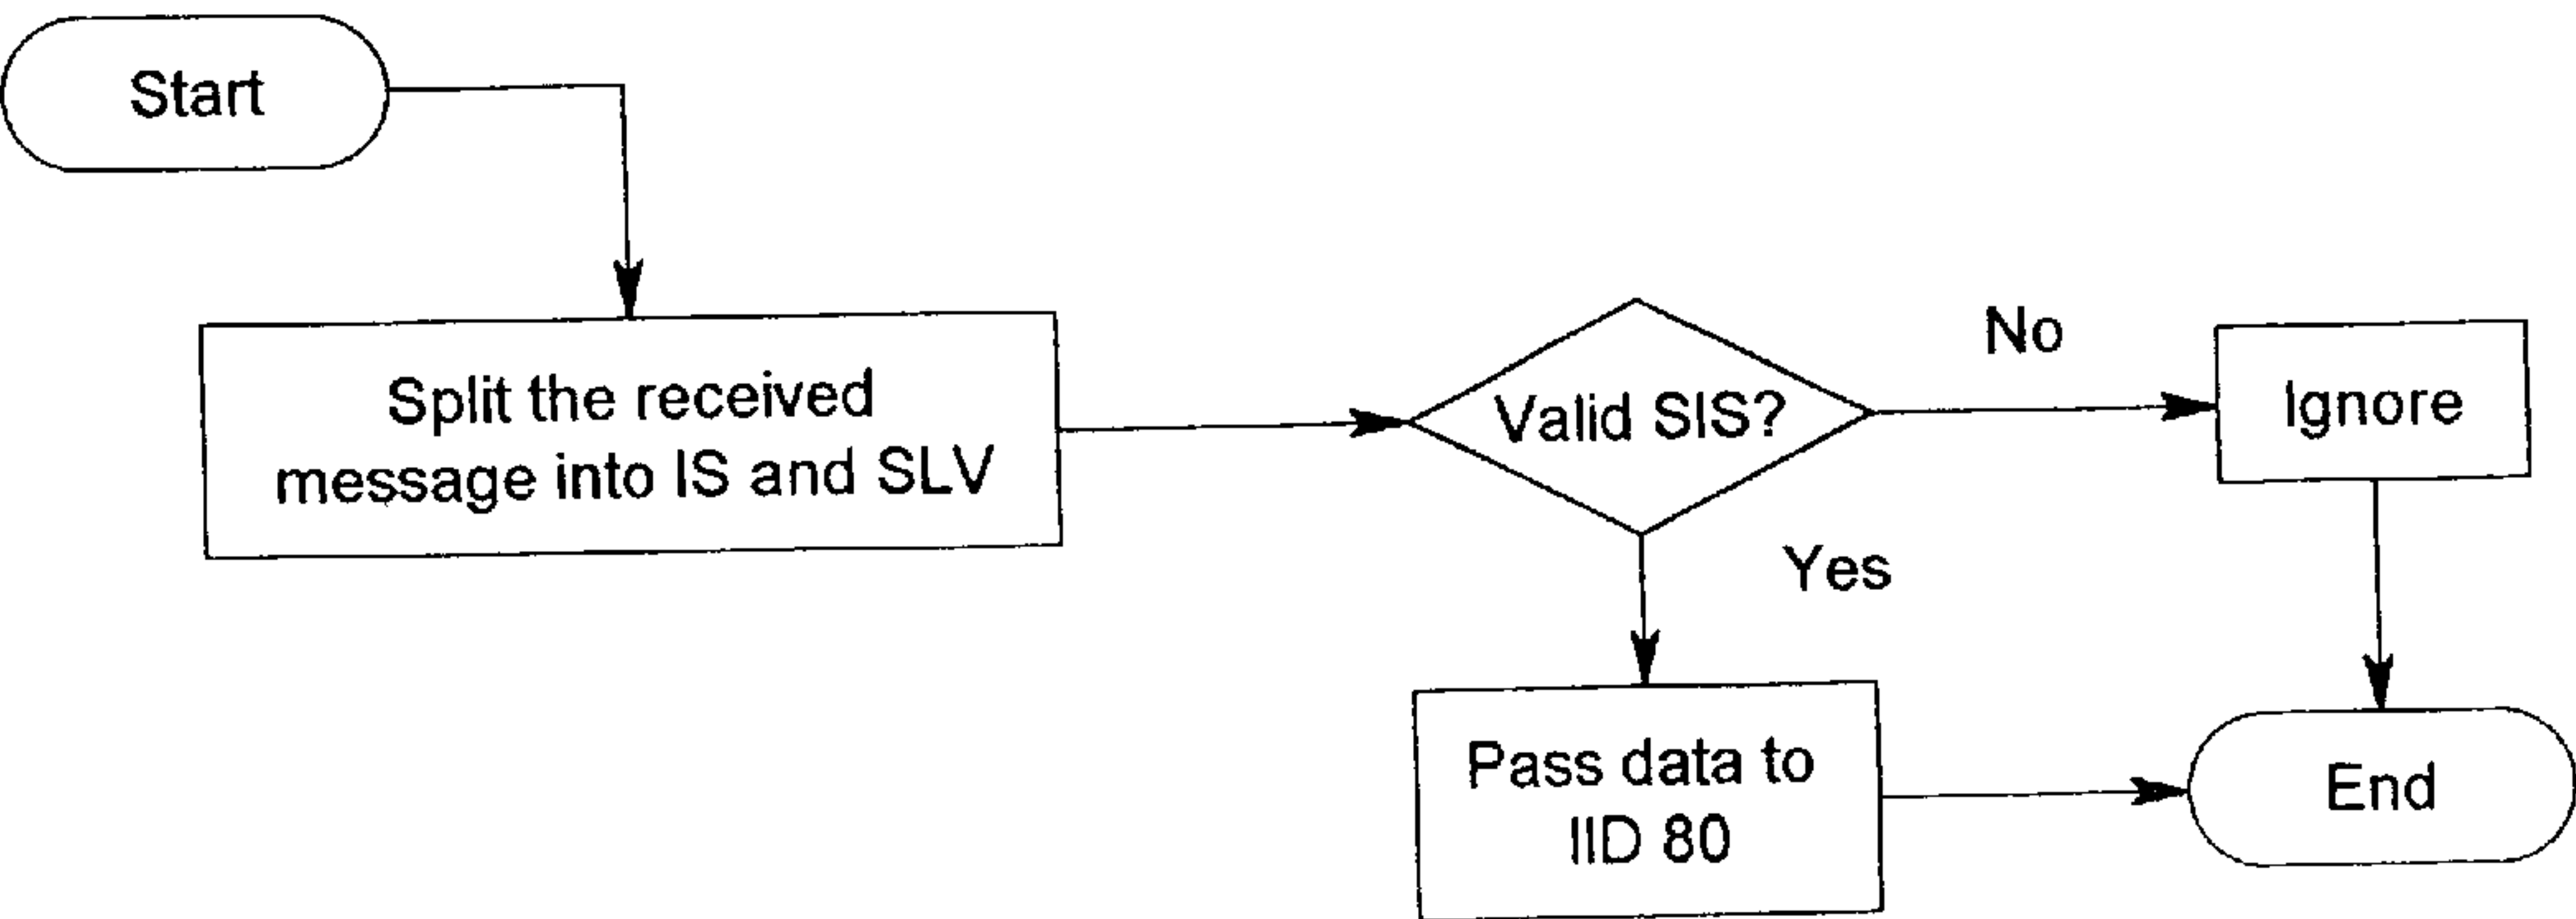 Start
Split the received
message into IS and SLV
Valid SIS?
No
Ignore
Yes
Pass data to
IID 80
End